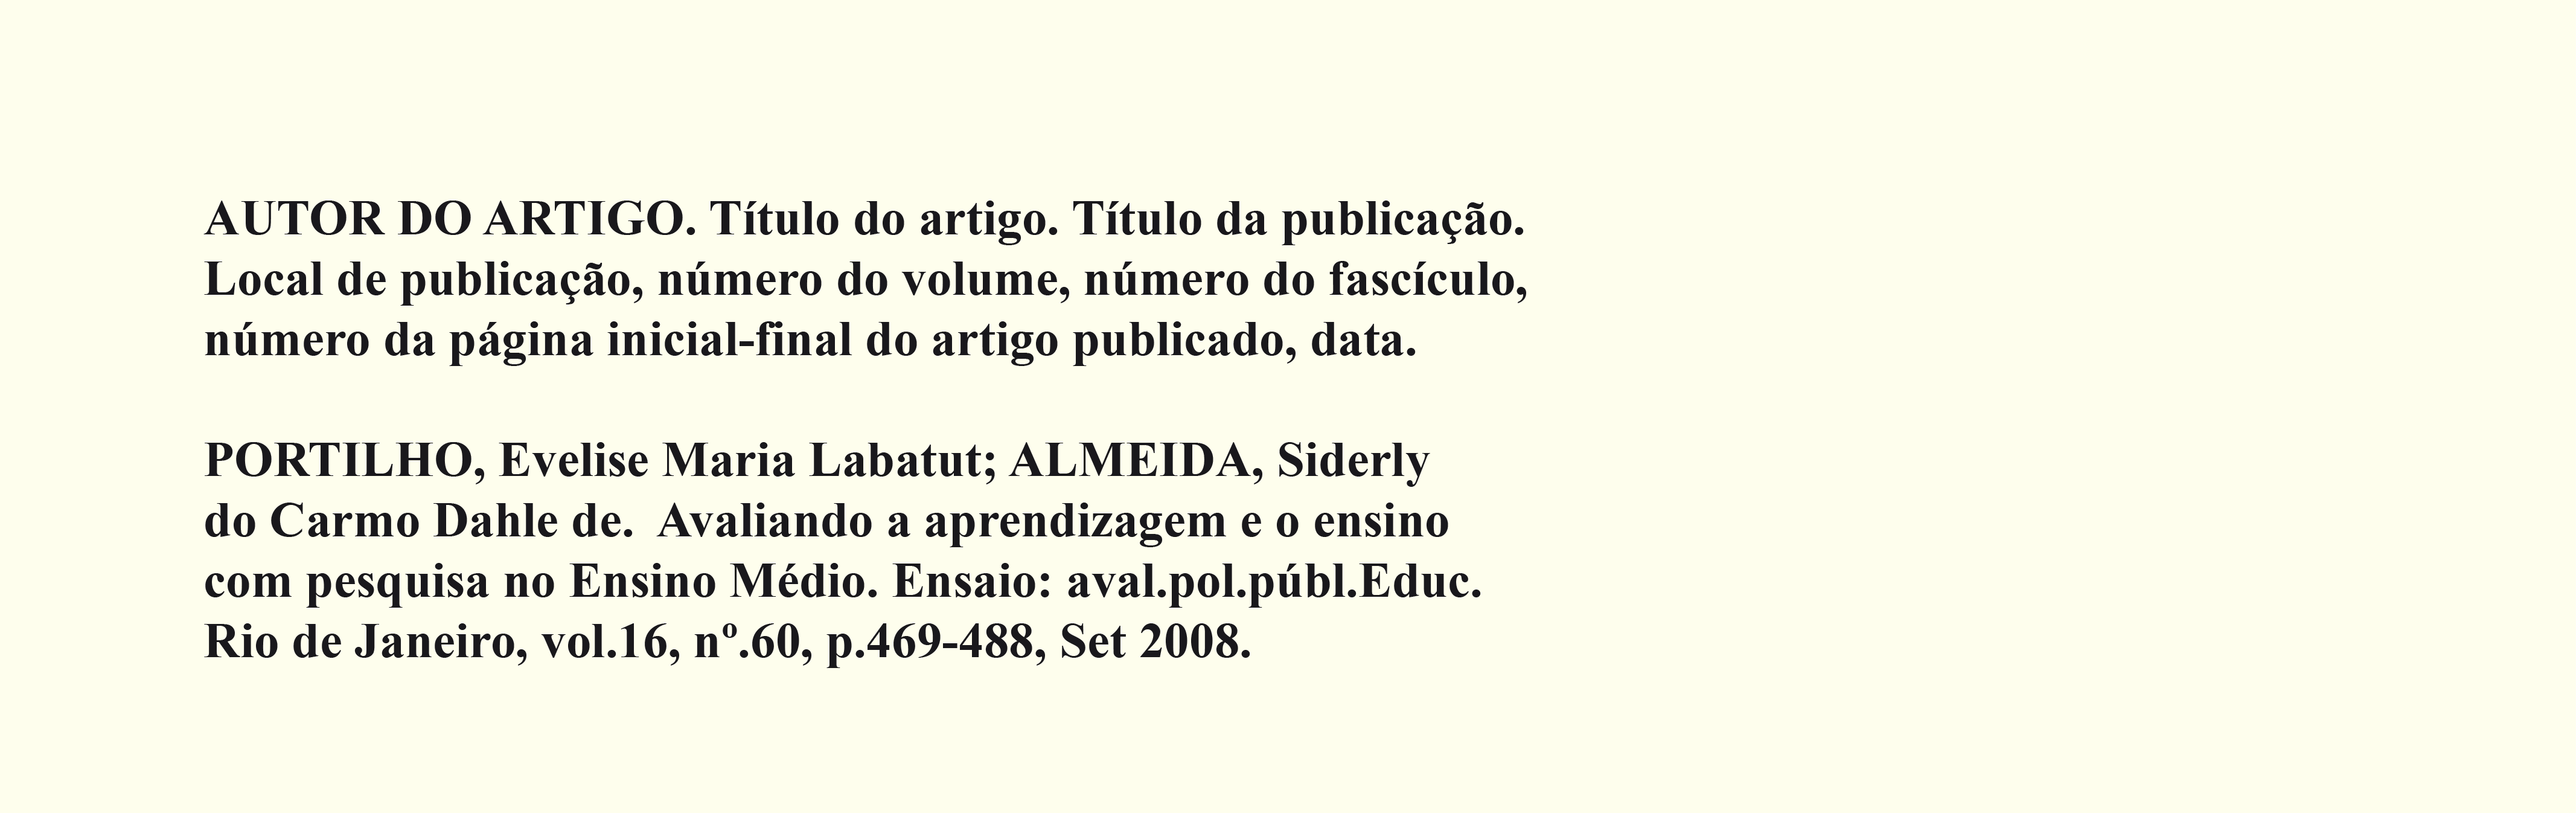 AUTOR DO ARTIGO. Título do artigo. Título da publicação.
Local de publicação, número do volume, número do fascículo,
número da página inicial-final do artigo publicado, data.
PORTILHO, Evelise Maria Labatut; ALMEIDA, Siderly
do Carmo Dahle de.  Avaliando a aprendizagem e o ensino
com pesquisa no Ensino Médio. Ensaio: aval.pol.públ.Educ.
Rio de Janeiro, vol.16, nº.60, p.469-488, Set 2008.